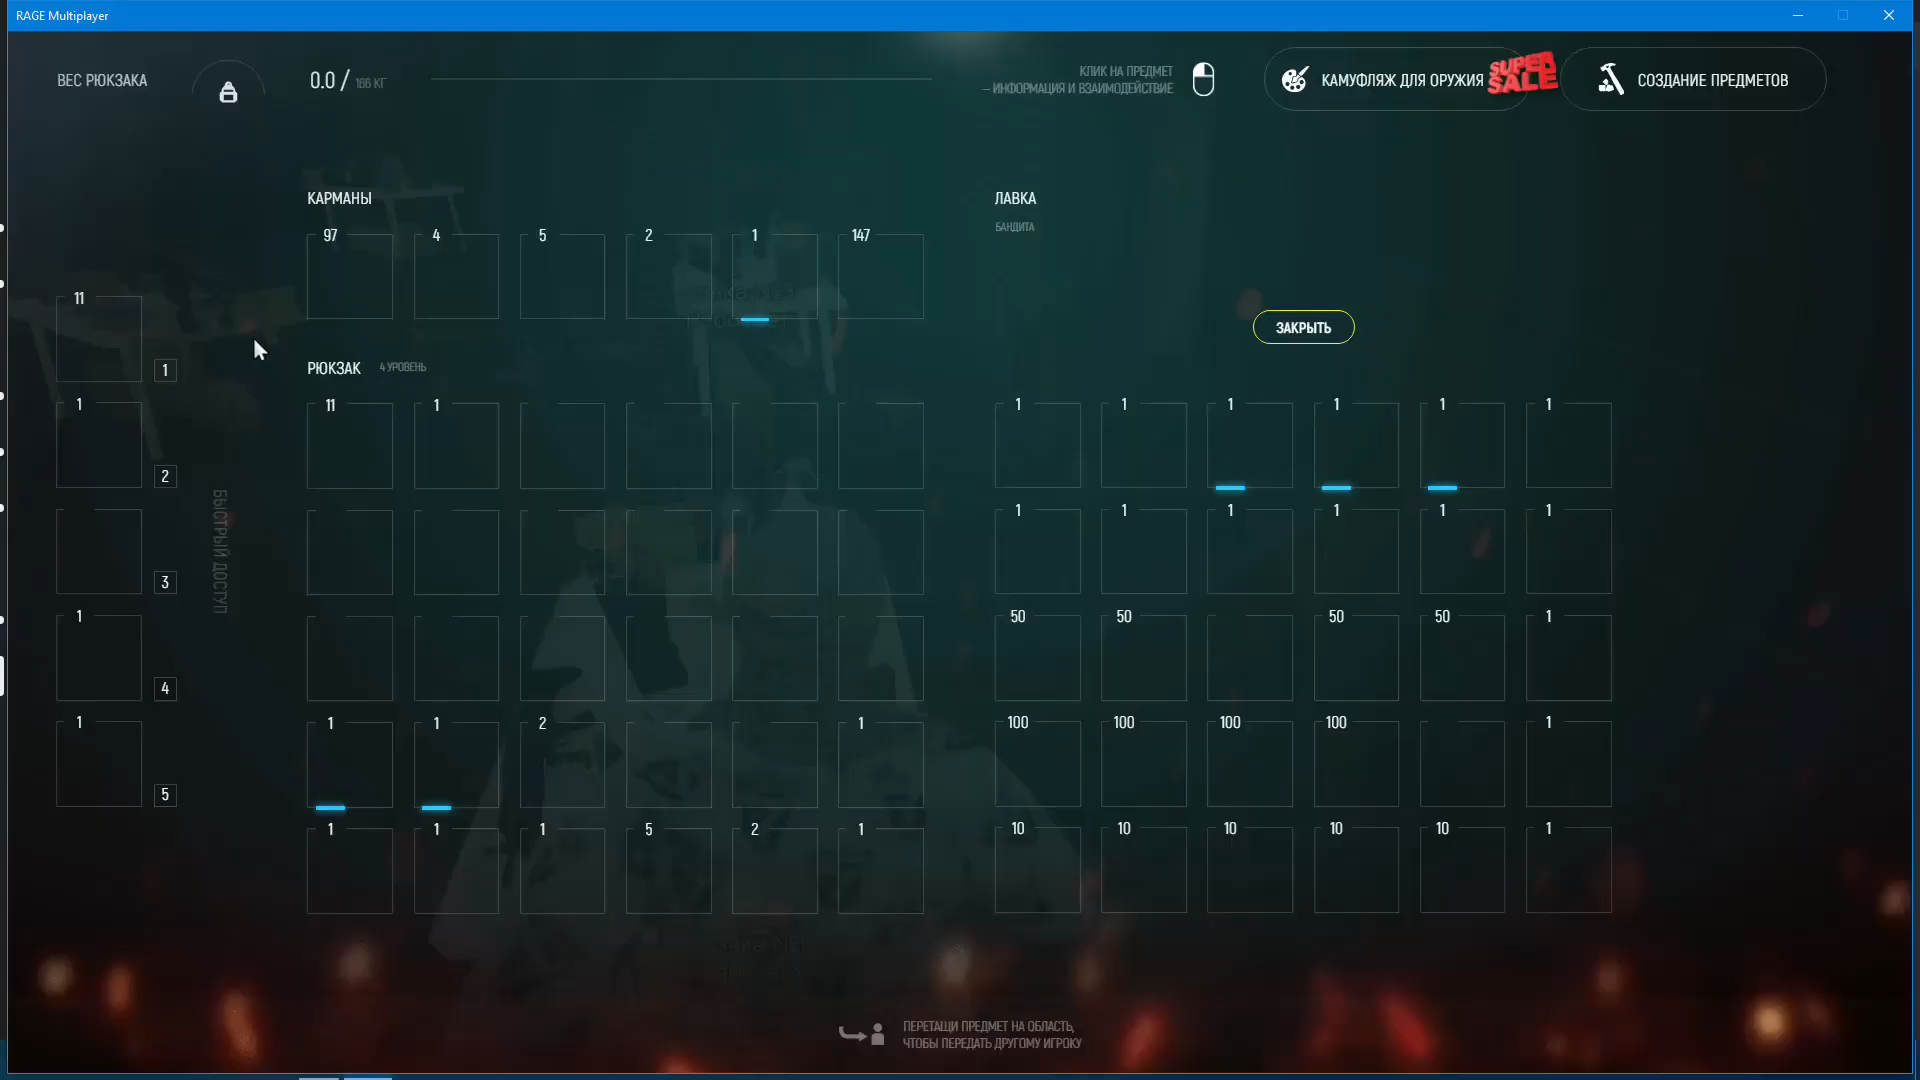 RAGE Multiplayer
ВЕС РЮКЗАКА
0.0 / 166 КГ
КЛИК НА ПРЕДМЕТ
– ИНФОРМАЦИЯ И ВЗАИМОДЕЙСТВИЕ
КАМУФЛЯЖ ДЛЯ ОРУЖИЯ
SUPER
SALE
СОЗДАНИЕ ПРЕДМЕТОВ
КАРМАНЫ
97 4 5 2 1 147
ЛАВКА
БАНДИТА
ЗАКРЫТЬ
11
1
1
2
3
1
4
1
5
БЫСТРЫЙ ДОСТУП
РЮКЗАК 4 УРОВЕНЬ
11 1
1 1 2 1
1 1 1 5 2 1
1 1 1 1 1 1
1 1 1 1 1 1
50 50 50 50 1
100 100 100 100 1
10 10 10 10 10 1
ПЕРЕТАЩИ ПРЕДМЕТ НА ОБЛАСТЬ,
ЧТОБЫ ПЕРЕДАТЬ ДРУГОМУ ИГРОКУ